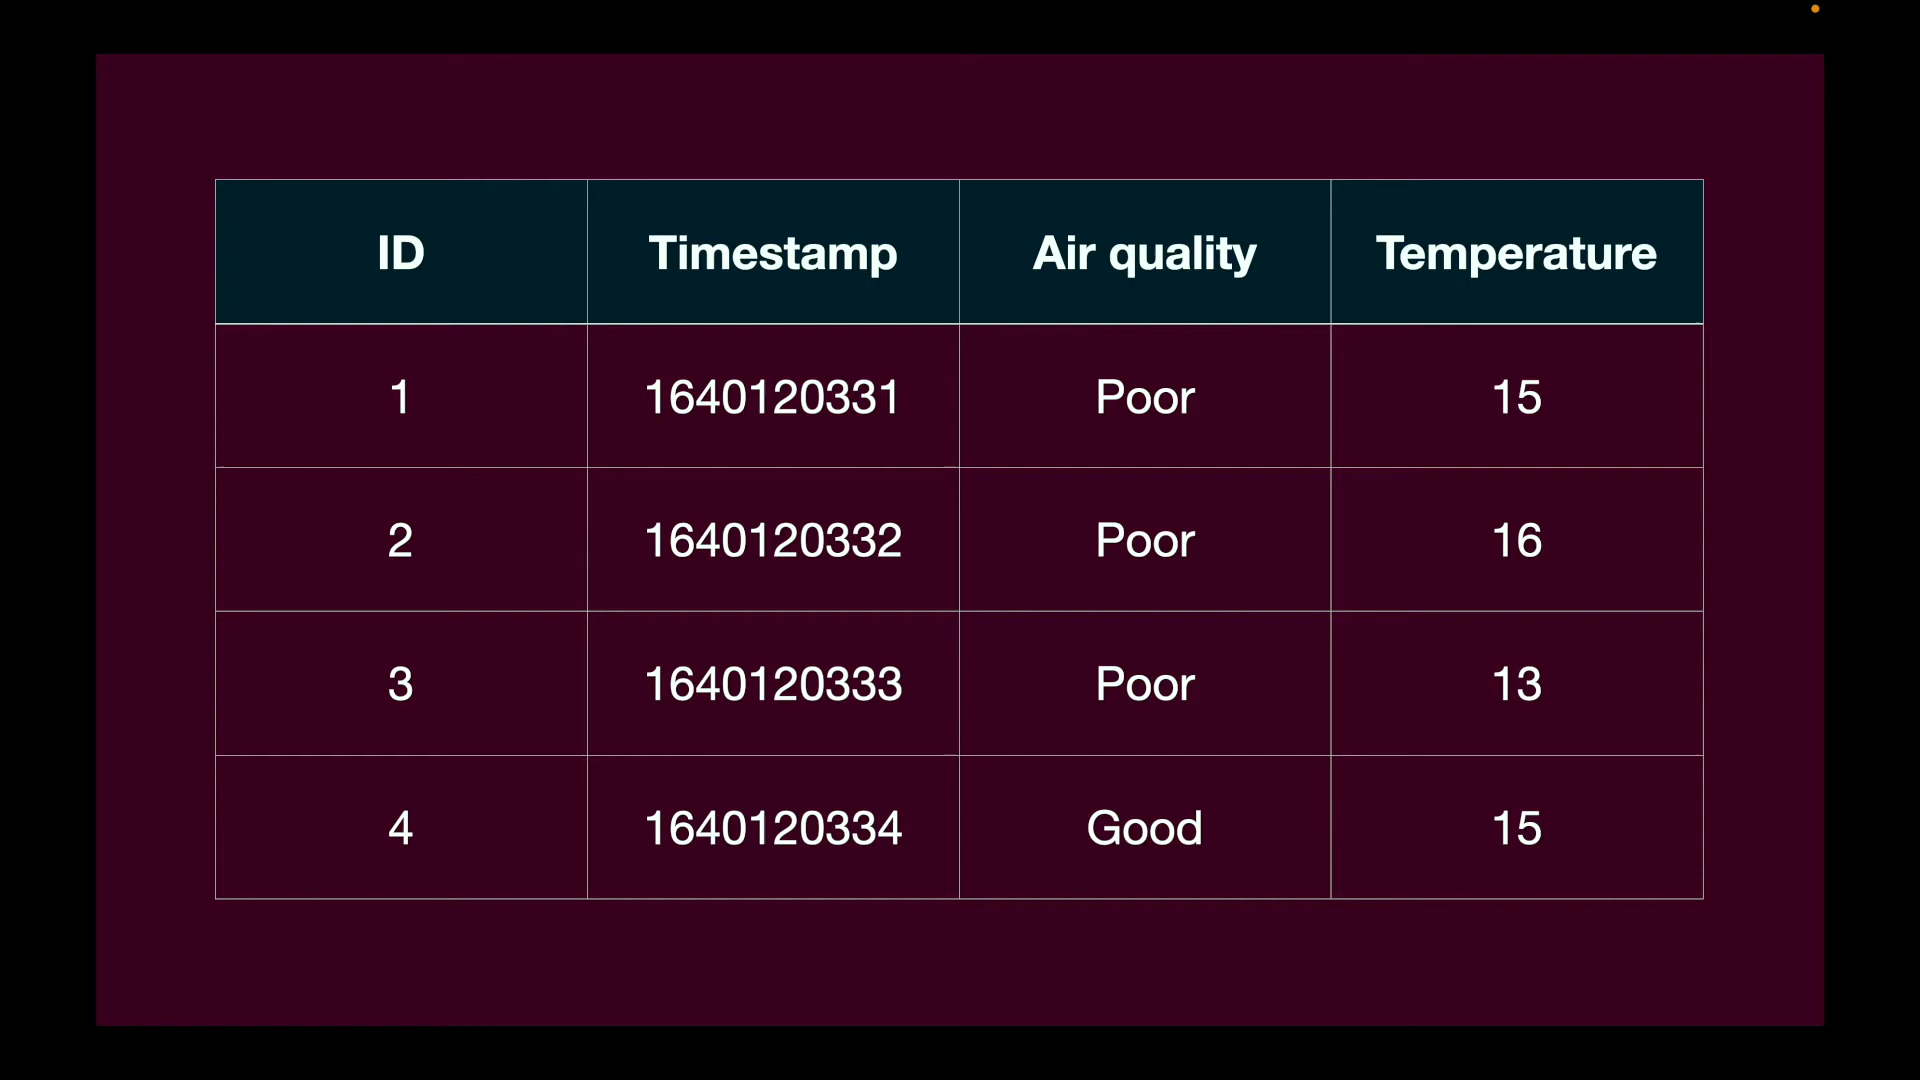 ID Timestamp Air quality Temperature
1 1640120331 Poor 15
2 1640120332 Poor 16
3 1640120333 Poor 13
4 1640120334 Good 15